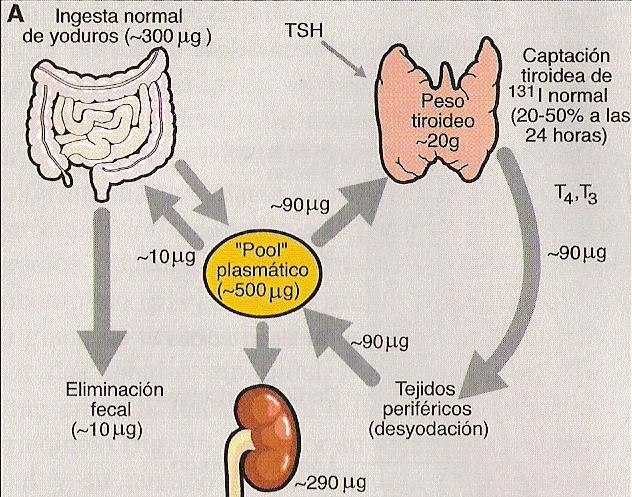 A
Ingesta normal
de yoduros (~300 µg )
TSH
Captación
tiroidea de
¹³¹I normal
(20-50% a las
24 horas)
Peso
tiroideo
~20g
~90µg
T₄,T₃
~10µg
"Pool"
plasmático
(~500µg)
~90µg
~90µg
Eliminación
fecal
(~10µg)
Tejidos
periféricos
(desyodación)
~290 µg